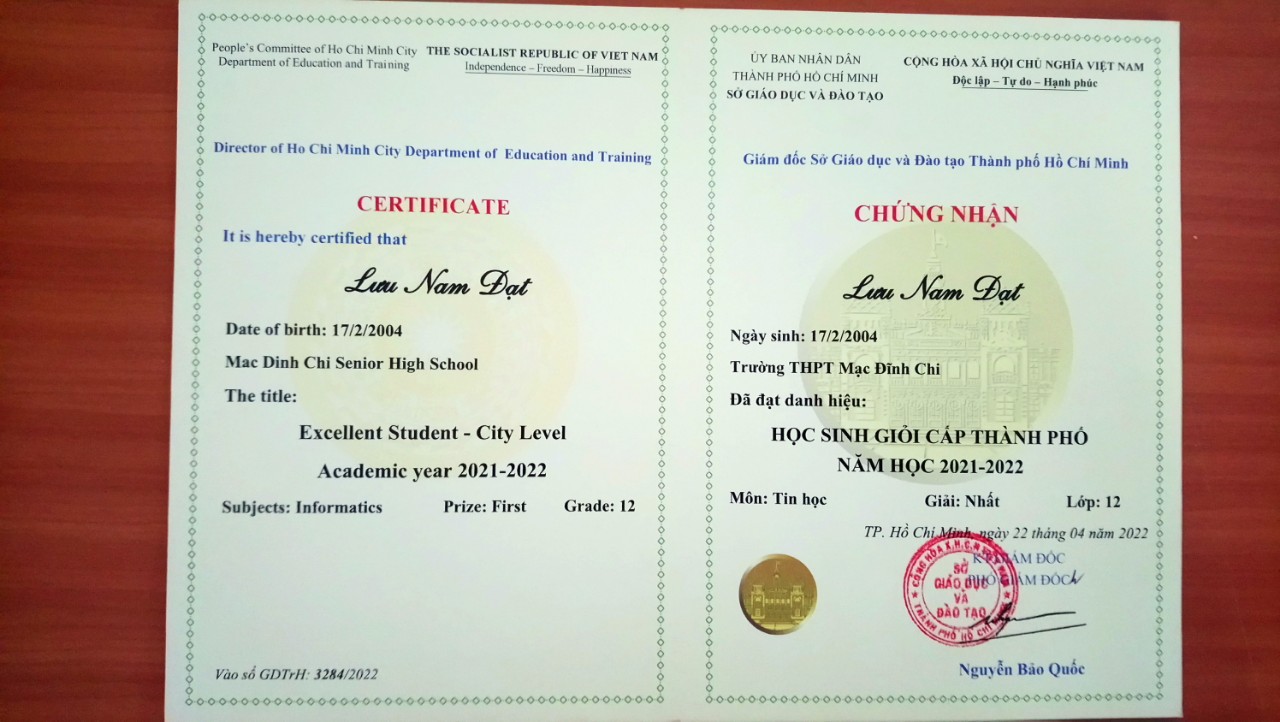 People's Committee of Ho Chi Minh City
Department of Education and Training
THE SOCIALIST REPUBLIC OF VIET NAM
Independence – Freedom – Happiness
Director of Ho Chi Minh City Department of Education and Training
CERTIFICATE
It is hereby certified that
Lưu Nam Đạt
Date of birth: 17/2/2004
Mac Dinh Chi Senior High School
The title:
Excellent Student - City Level
Academic year 2021-2022
Subjects: Informatics Prize: First Grade: 12
Vào sổ GDTrH: 3284/2022
ỦY BAN NHÂN DÂN
THÀNH PHỐ HỒ CHÍ MINH
SỞ GIÁO DỤC VÀ ĐÀO TẠO
CỘNG HÒA XÃ HỘI CHỦ NGHĨA VIỆT NAM
Độc lập – Tự do – Hạnh phúc
Giám đốc Sở Giáo dục và Đào tạo Thành phố Hồ Chí Minh
CHỨNG NHẬN
Lưu Nam Đạt
Ngày sinh: 17/2/2004
Trường THPT Mạc Đĩnh Chi
Đã đạt danh hiệu:
HỌC SINH GIỎI CẤP THÀNH PHỐ
NĂM HỌC 2021-2022
Môn: Tin học Giải: Nhất Lớp: 12
TP. Hồ Chí Minh, ngày 22 tháng 04 năm 2022
GIÁM ĐỐC
PHÓ GIÁM ĐỐC
SỞ
GIÁO DỤC
VÀ
ĐÀO TẠO
THÀNH PHỐ HỒ CHÍ
Nguyễn Bảo Quốc